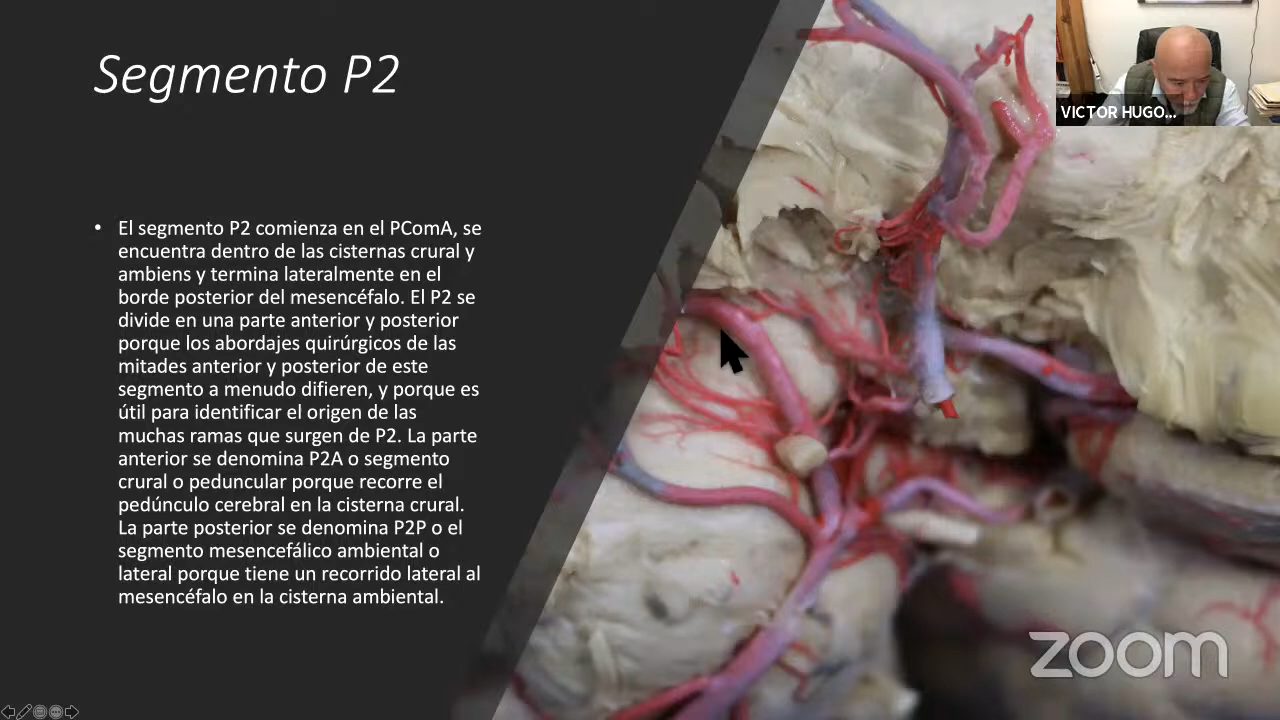 Segmento P2
• El segmento P2 comienza en el PComA, se
encuentra dentro de las cisternas crural y
ambiens y termina lateralmente en el
borde posterior del mesencéfalo. El P2 se
divide en una parte anterior y posterior
porque los abordajes quirúrgicos de las
mitades anterior y posterior de este
segmento a menudo difieren, y porque es
útil para identificar el origen de las
muchas ramas que surgen de P2. La parte
anterior se denomina P2A o segmento
crural o peduncular porque recorre el
pedúnculo cerebral en la cisterna crural.
La parte posterior se denomina P2P o el
segmento mesencefálico ambiental o
lateral porque tiene un recorrido lateral al
mesencéfalo en la cisterna ambiental.
VICTOR HUGO...
zoom